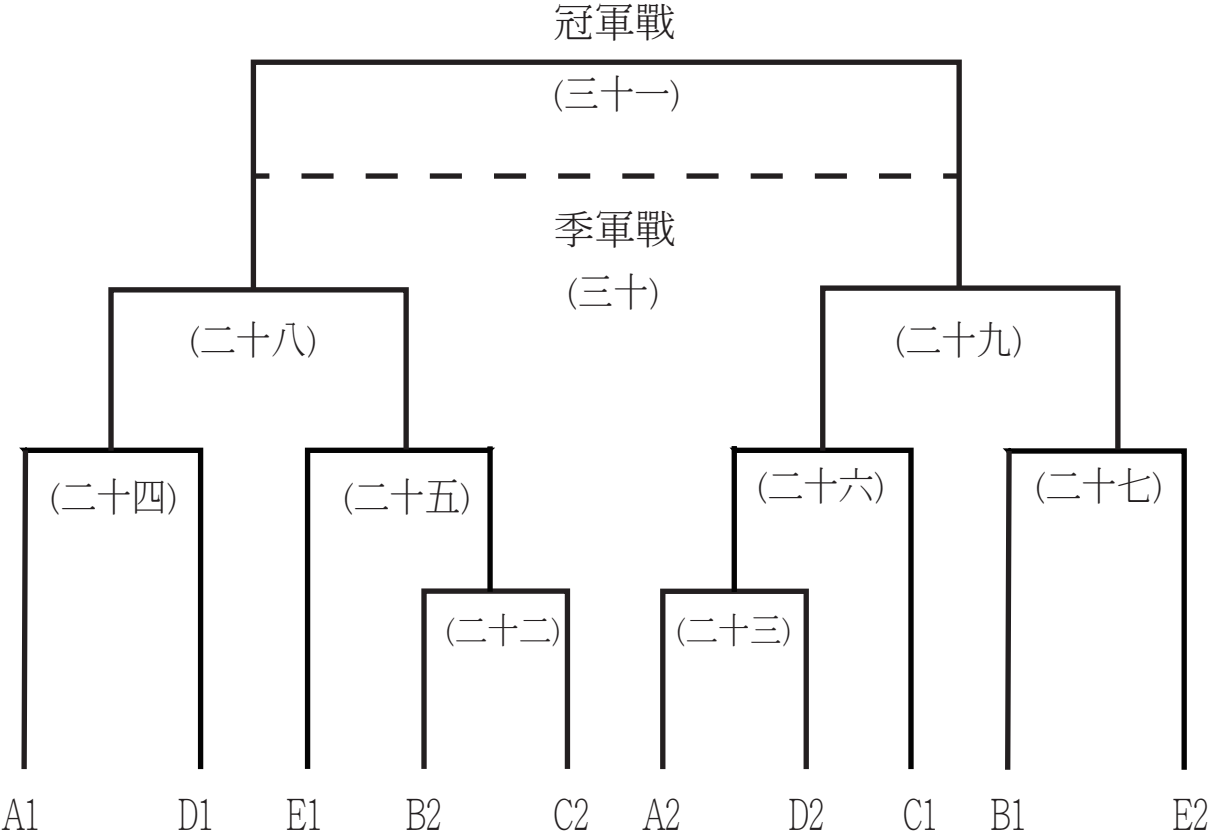 冠軍戰
(三十一)
季軍戰
(三十)
(二十八)
(二十九)
(二十四)
(二十五)
(二十六)
(二十七)
(二十二)
(二十三)
A1 D1 E1 B2 C2 A2 D2 C1 B1 E2